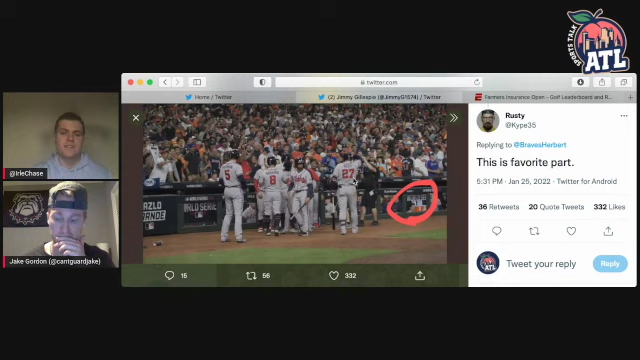 SPORTS TALK
ATL
twitter.com
Home / Twitter
(2) Jimmy Gillespie (@JimmyG1574) / Twitter
Farmers Insurance Open - Golf Leaderboard and R...
@IrleChase
Jake Gordon (@cantguardjake)
5
8
27
WORLD SERIES
Rusty
@Kype35
Replying to @BravesHerbert
This is favorite part.
5:31 PM · Jan 25, 2022 · Twitter for Android
36 Retweets 20 Quote Tweets 332 Likes
15
56
332
ATL
Tweet your reply
Reply